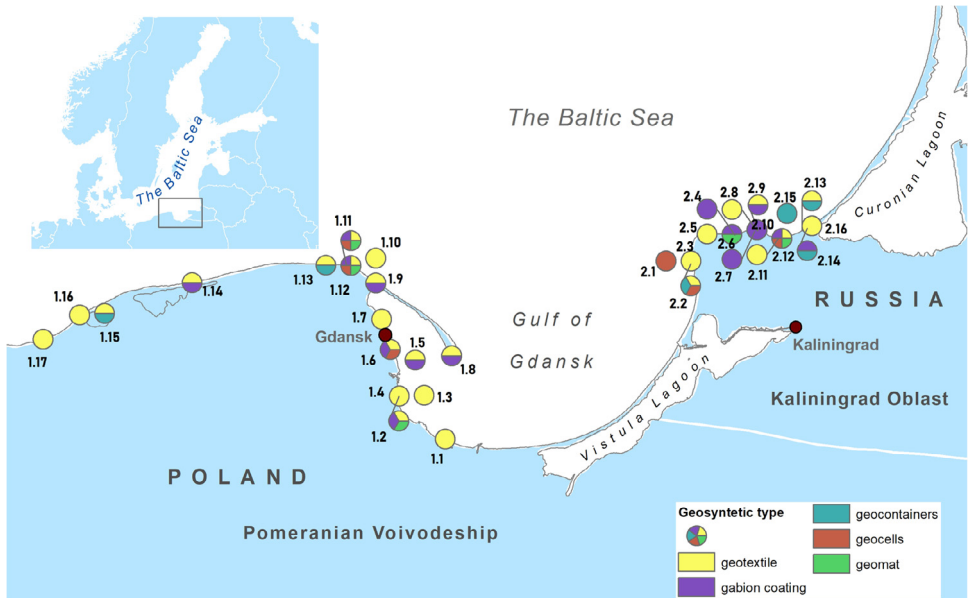 The Baltic Sea
The Baltic Sea
Curonian Lagoon
2.4
2.8
2.9
2.15
2.13
2.5
2.6
2.10
2.16
2.3
2.12
2.14
2.1
2.7
2.11
2.2
1.11
1.10
1.13
1.12
1.9
1.14
1.16
1.15
1.17
1.7
Gdansk
1.6
1.5
1.8
1.4
1.3
1.2
1.1
Gulf of
Gdansk
RUSSIA
Kaliningrad
Vistula Lagoon
Kaliningrad Oblast
POLAND
Pomeranian Voivodeship
Geosyntetic type
geotextile
gabion coating
geocontainers
geocells
geomat